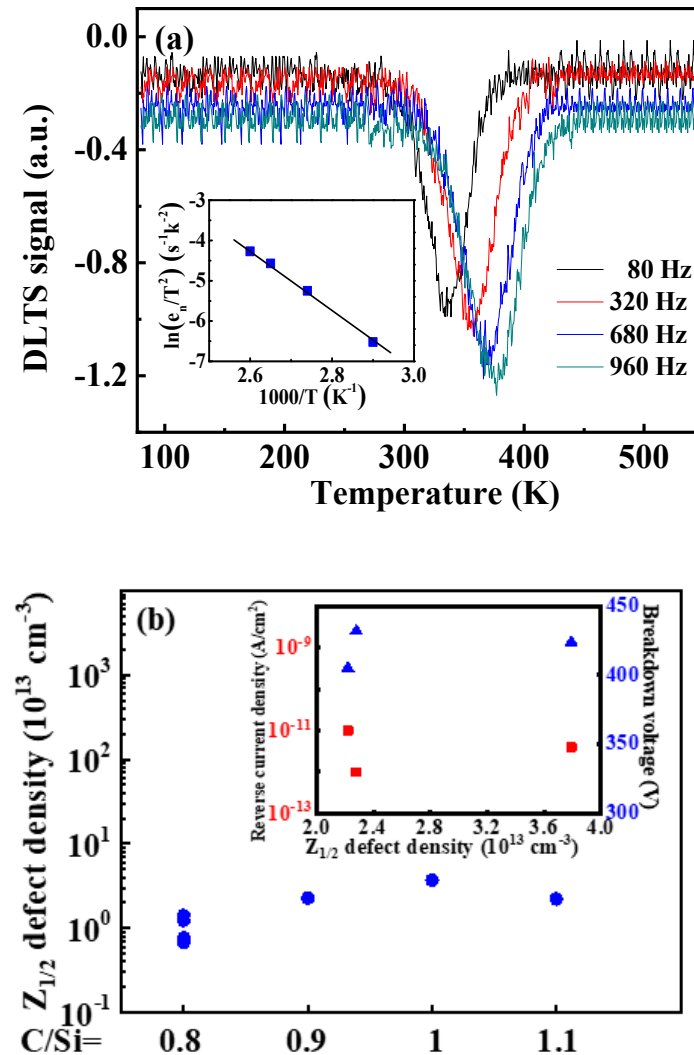 (a)
0.0
-0.4
-0.8
-1.2
DLTS signal (a.u.)
100 200 300 400 500
Temperature (K)
80 Hz
320 Hz
680 Hz
960 Hz
-3
-4
-5
-6
-7
ln(e_n/T²) (s⁻¹k⁻²)
2.6 2.8 3.0
1000/T (K⁻¹)
(b)
10³
10²
10¹
10⁰
10⁻¹
Z_{1/2} defect density (10¹³ cm⁻³)
C/Si= 0.8 0.9 1 1.1
10⁻⁹
10⁻¹¹
10⁻¹³
Reverse current density (A/cm²)
450
400
350
300
Breakdown voltage (V)
2.0 2.4 2.8 3.2 3.6 4.0
Z_{1/2} defect density (10¹³ cm⁻³)